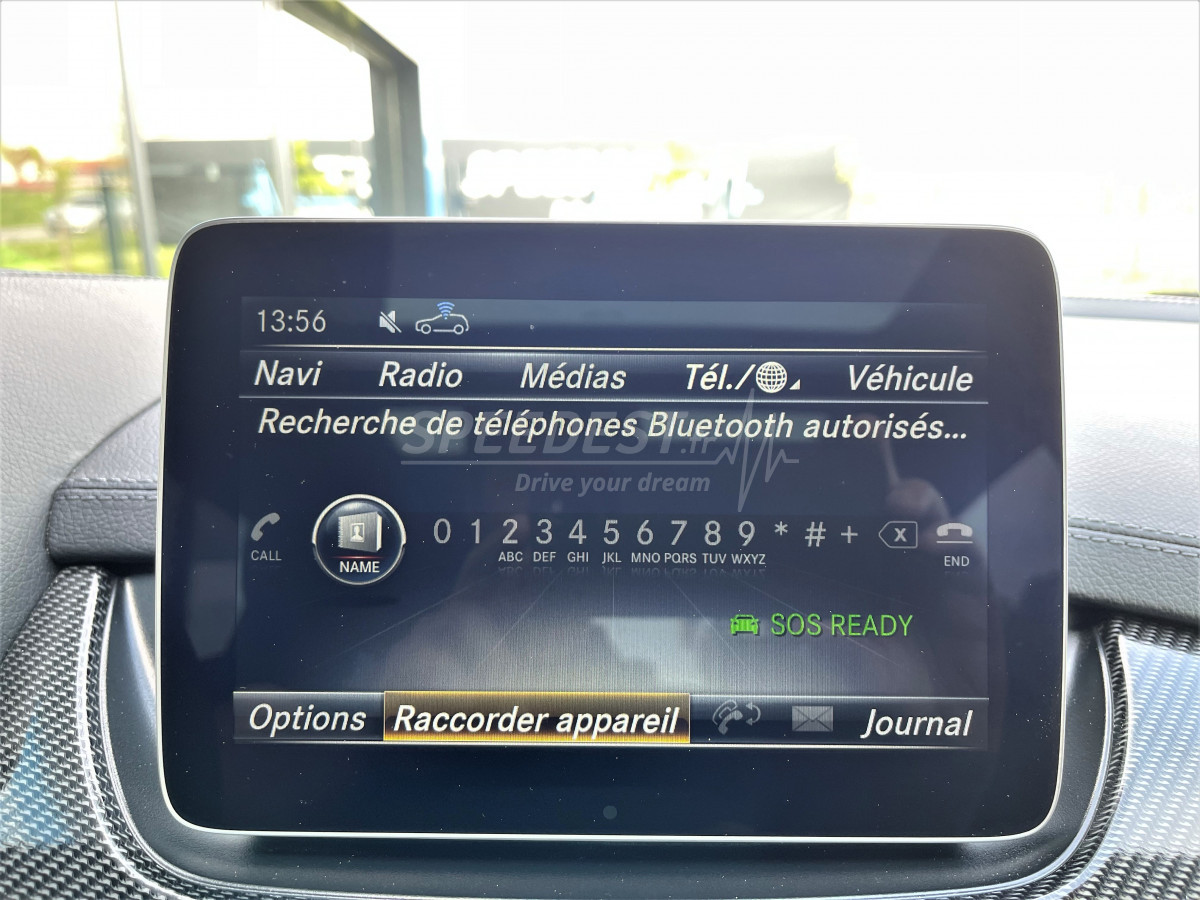 13:56
Navi Radio Médias Tél./ Véhicule
Recherche de téléphones Bluetooth autorisés...
SPEEDEST.fr
Drive your dream
0 1 2 3 4 5 6 7 8 9 * # + X
CALL NAME ABC DEF GHI JKL MNO PQRS TUV WXYZ END
SOS READY
Options Raccorder appareil Journal